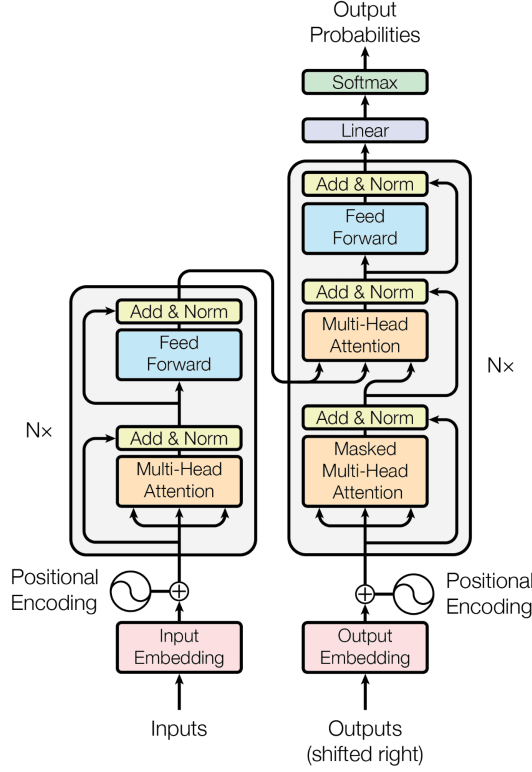 Output
Probabilities
Softmax
Linear
Add & Norm
Feed
Forward
Add & Norm
Multi-Head
Attention
Add & Norm
Masked
Multi-Head
Attention
N×
Add & Norm
Feed
Forward
Add & Norm
Multi-Head
Attention
N×
Positional
Encoding
Positional
Encoding
Input
Embedding
Output
Embedding
Inputs
Outputs
(shifted right)